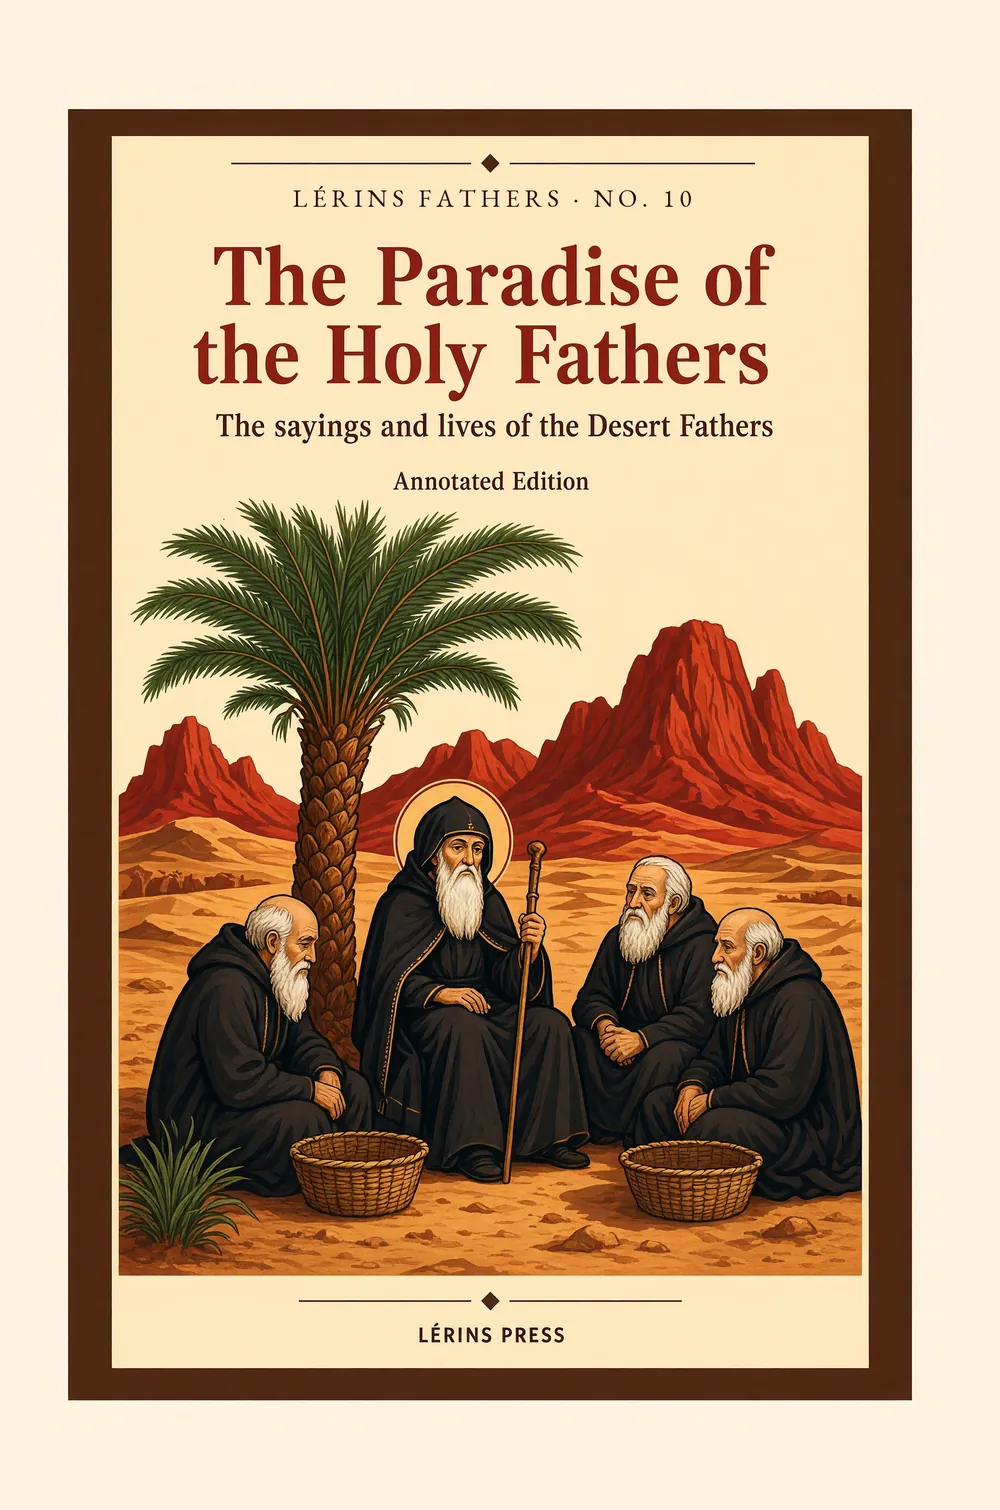 LÉRINS FATHERS · NO. 10
The Paradise of
the Holy Fathers
The sayings and lives of the Desert Fathers
Annotated Edition
LÉRINS PRESS